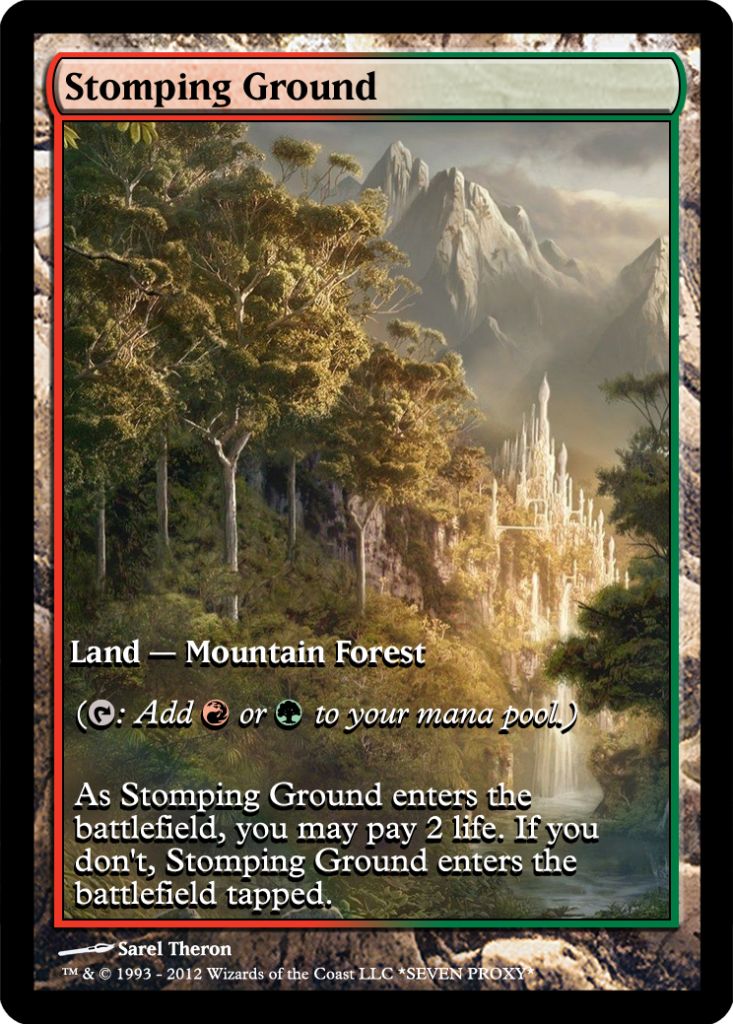 Stomping Ground
Land — Mountain Forest
(: Add or to your mana pool.)
As Stomping Ground enters the
battlefield, you may pay 2 life. If you
don't, Stomping Ground enters the
battlefield tapped.
Sarel Theron
™ & © 1993 - 2012 Wizards of the Coast LLC *SEVEN PROXY*